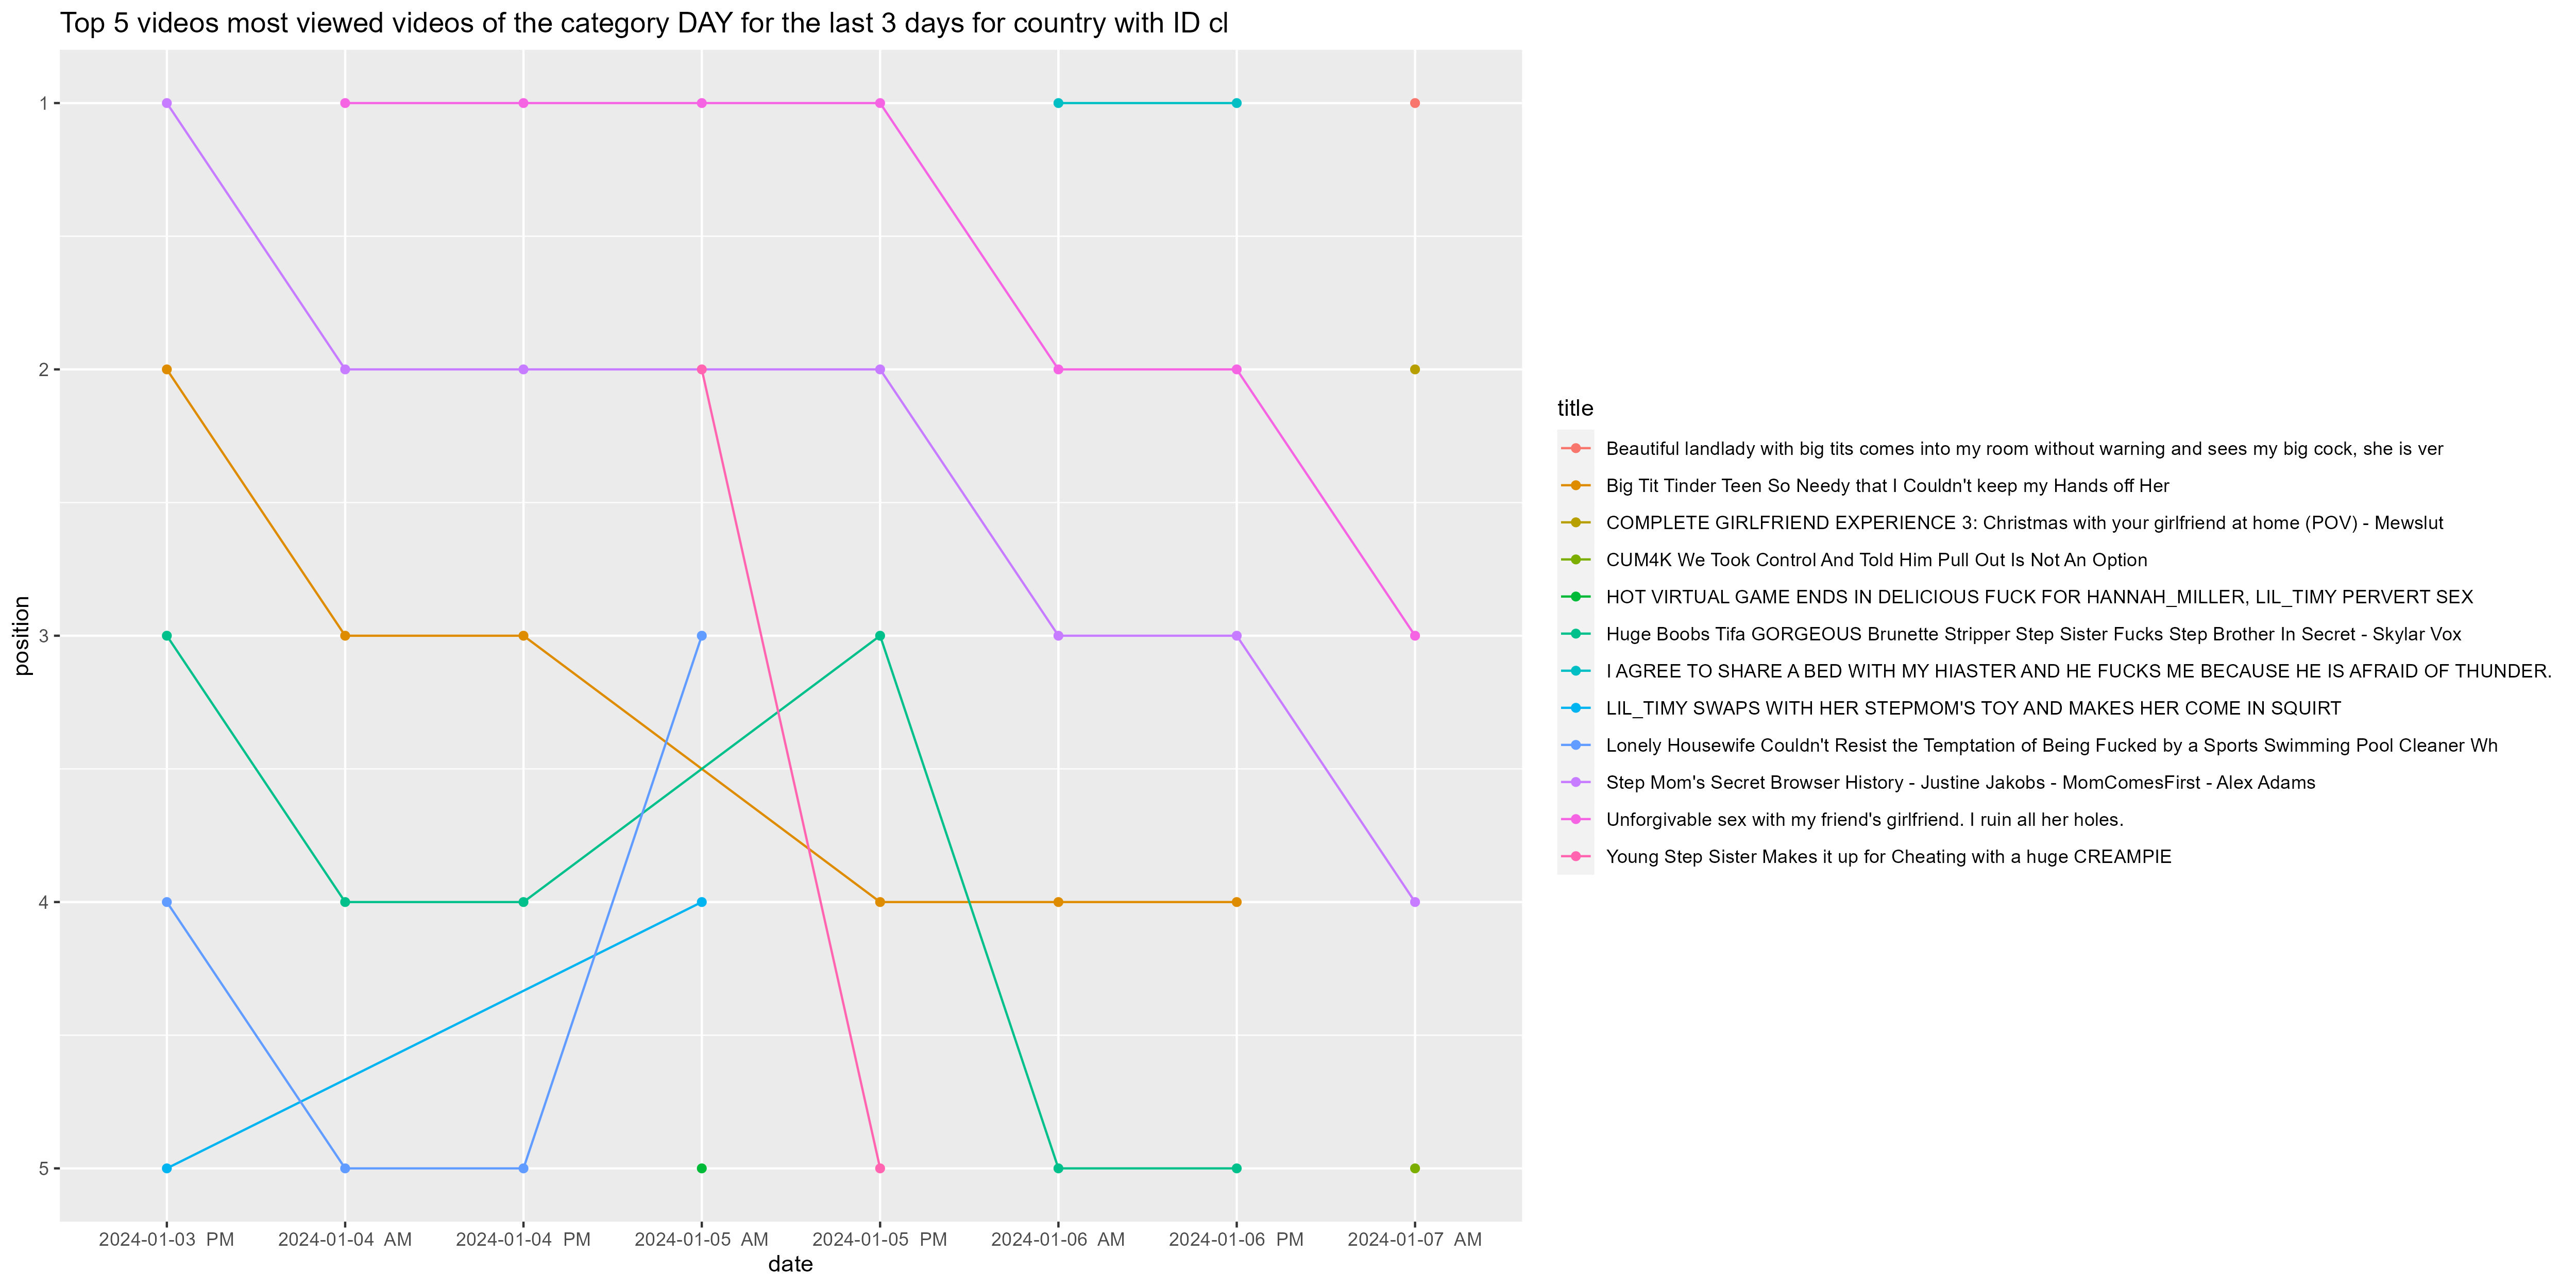 Top 5 videos most viewed videos of the category DAY for the last 3 days for country with ID cl
position
1
2
3
4
5
2024-01-03 PM
2024-01-04 AM
2024-01-04 PM
2024-01-05 AM
2024-01-05 PM
2024-01-06 AM
2024-01-06 PM
2024-01-07 AM
date
title
Beautiful landlady with big tits comes into my room without warning and sees my big cock, she is ver
Big Tit Tinder Teen So Needy that I Couldn't keep my Hands off Her
COMPLETE GIRLFRIEND EXPERIENCE 3: Christmas with your girlfriend at home (POV) - Mewslut
CUM4K We Took Control And Told Him Pull Out Is Not An Option
HOT VIRTUAL GAME ENDS IN DELICIOUS FUCK FOR HANNAH_MILLER, LIL_TIMY PERVERT SEX
Huge Boobs Tifa GORGEOUS Brunette Stripper Step Sister Fucks Step Brother In Secret - Skylar Vox
I AGREE TO SHARE A BED WITH MY HIASTER AND HE FUCKS ME BECAUSE HE IS AFRAID OF THUNDER.
LIL_TIMY SWAPS WITH HER STEPMOM'S TOY AND MAKES HER COME IN SQUIRT
Lonely Housewife Couldn't Resist the Temptation of Being Fucked by a Sports Swimming Pool Cleaner Wh
Step Mom's Secret Browser History - Justine Jakobs - MomComesFirst - Alex Adams
Unforgivable sex with my friend's girlfriend. I ruin all her holes.
Young Step Sister Makes it up for Cheating with a huge CREAMPIE